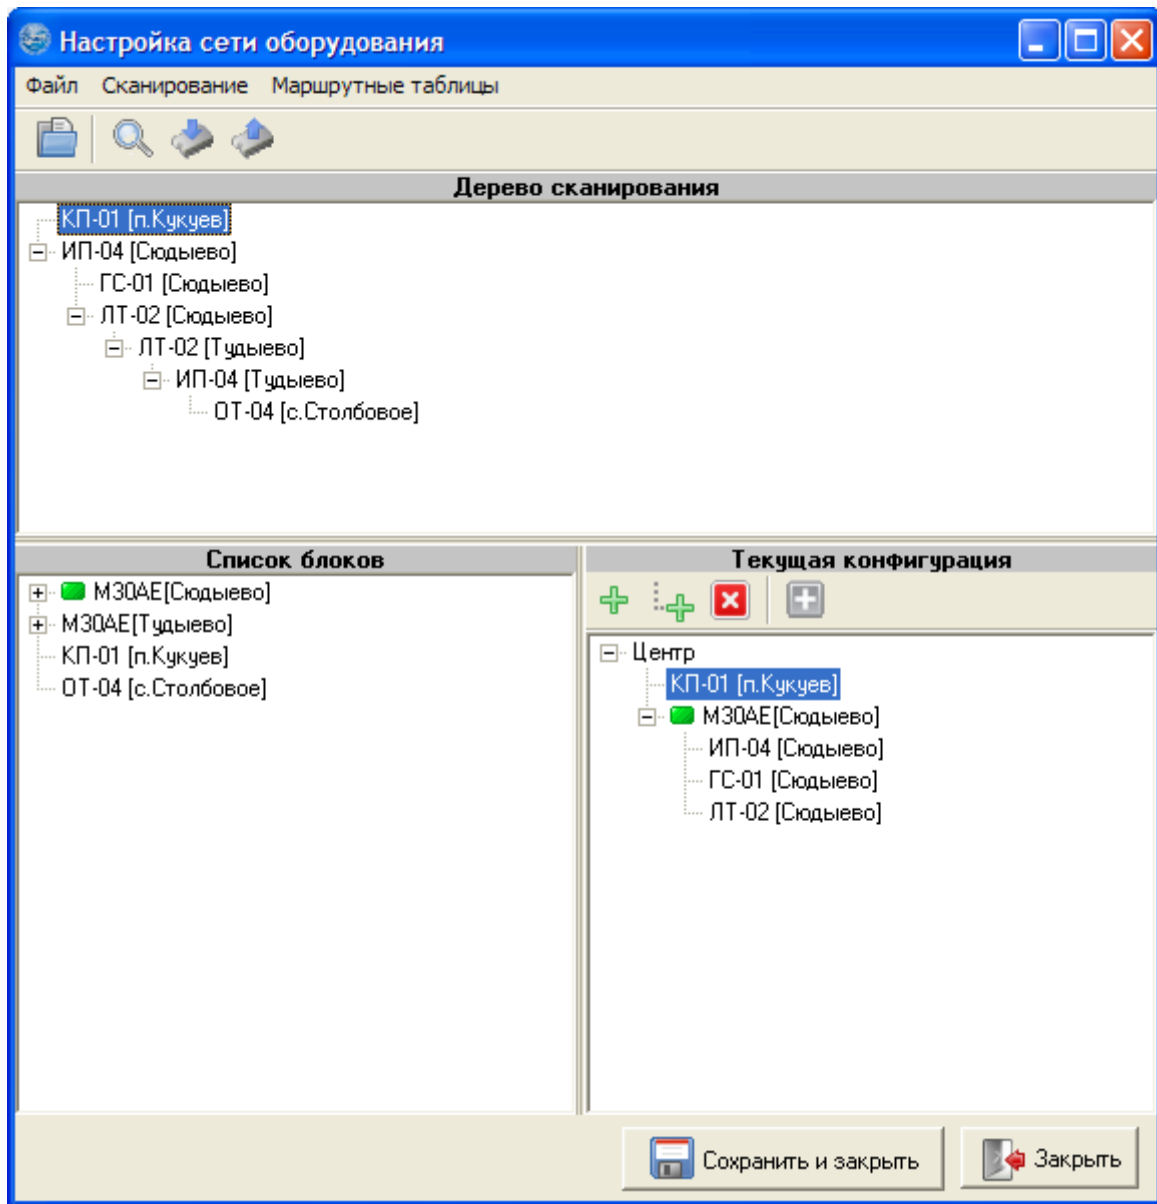 Настройка сети оборудования
Файл Сканирование Маршрутные таблицы
Дерево сканирования
КП-01 [п.Кукуев]
ИП-04 [Сюдыево]
ГС-01 [Сюдыево]
ЛТ-02 [Сюдыево]
ЛТ-02 [Тудыево]
ИП-04 [Тудыево]
ОТ-04 [с.Столбовое]
Список блоков
М30АЕ[Сюдыево]
М30АЕ[Тудыево]
КП-01 [п.Кукуев]
ОТ-04 [с.Столбовое]
Текущая конфигурация
Центр
КП-01 [п.Кукуев]
М30АЕ[Сюдыево]
ИП-04 [Сюдыево]
ГС-01 [Сюдыево]
ЛТ-02 [Сюдыево]
Сохранить и закрыть
Закрыть